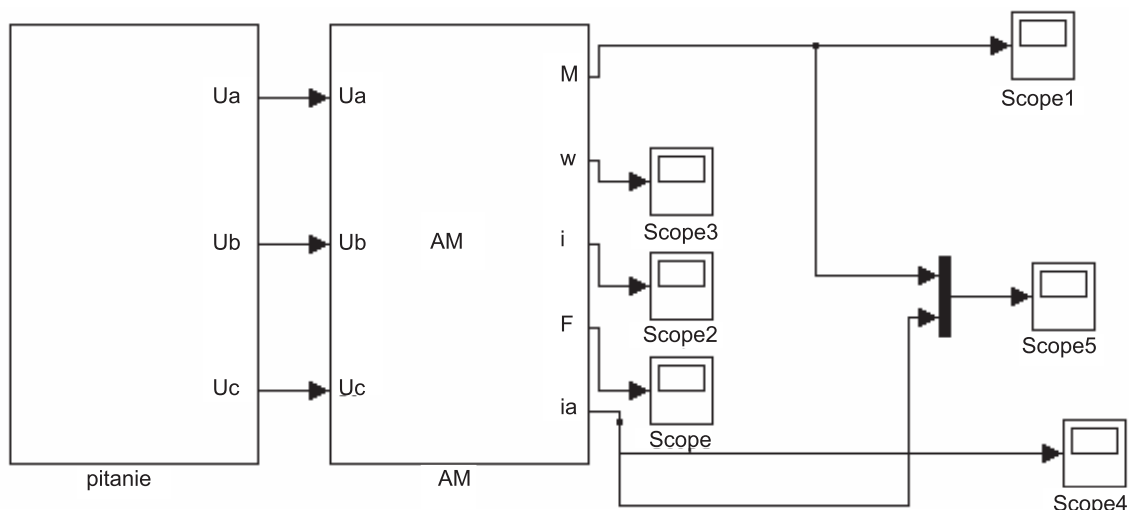 Ua
Ub
Uc
pitanie
Ua
Ub
Uc
AM
M
w
i
F
ia
AM
Scope1
Scope3
Scope2
Scope
Scope5
Scope4